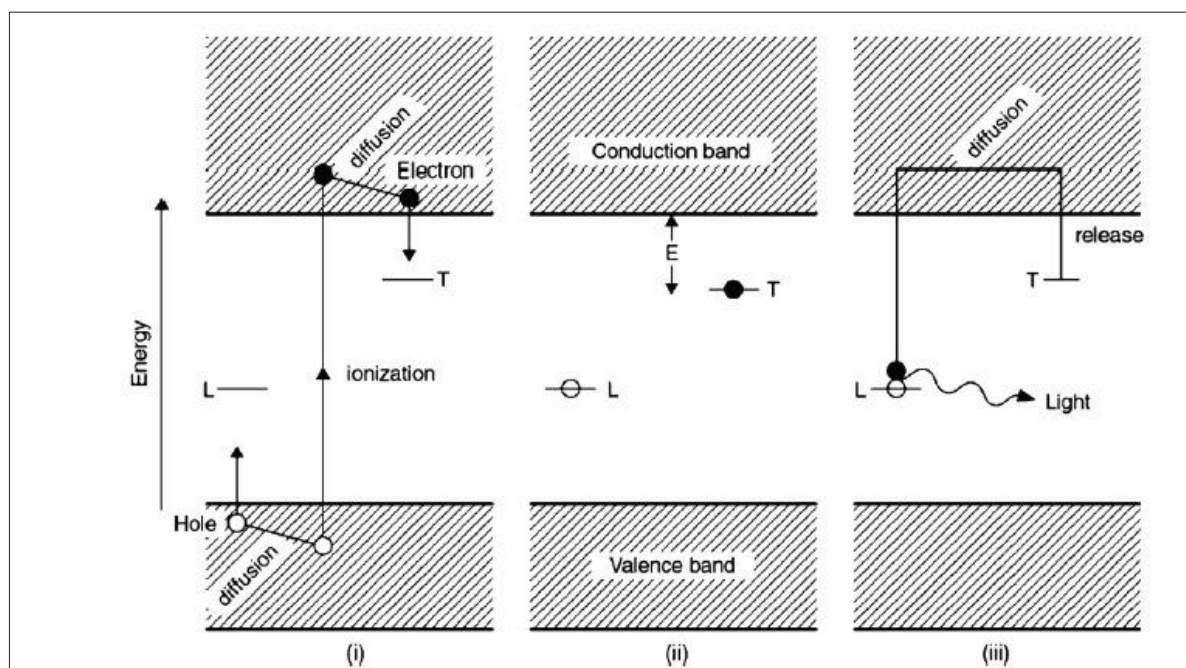 diffusion
Electron
T
ionization
L
Hole
diffusion
Energy
(i)
Conduction band
E
T
L
Valence band
(ii)
diffusion
release
T
L
Light
(iii)